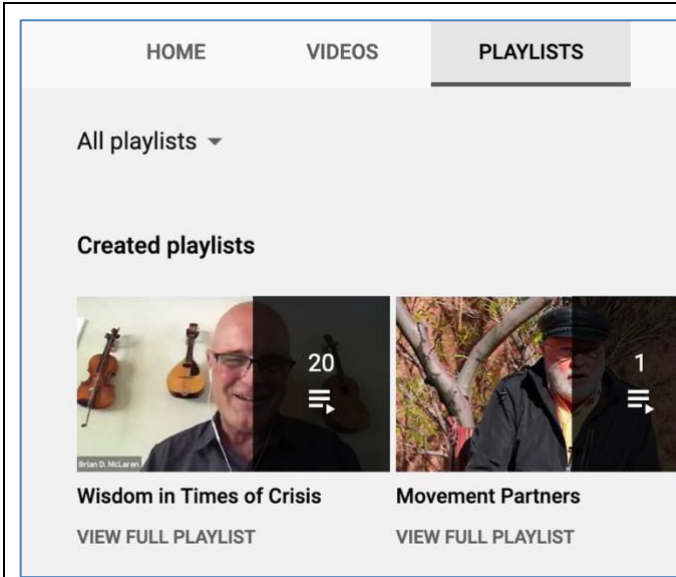 HOME VIDEOS PLAYLISTS
All playlists
Created playlists
20 1
Brian D. McLaren
Wisdom in Times of Crisis Movement Partners
VIEW FULL PLAYLIST VIEW FULL PLAYLIST